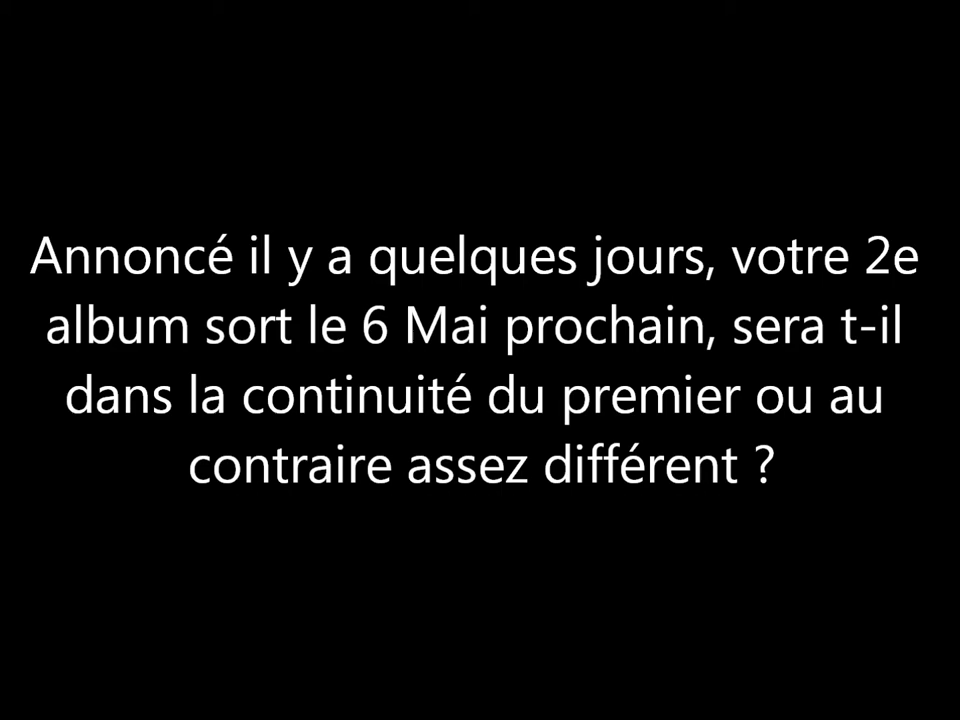 Annoncé il y a quelques jours, votre 2e
album sort le 6 Mai prochain, sera t-il
dans la continuité du premier ou au
contraire assez différent ?